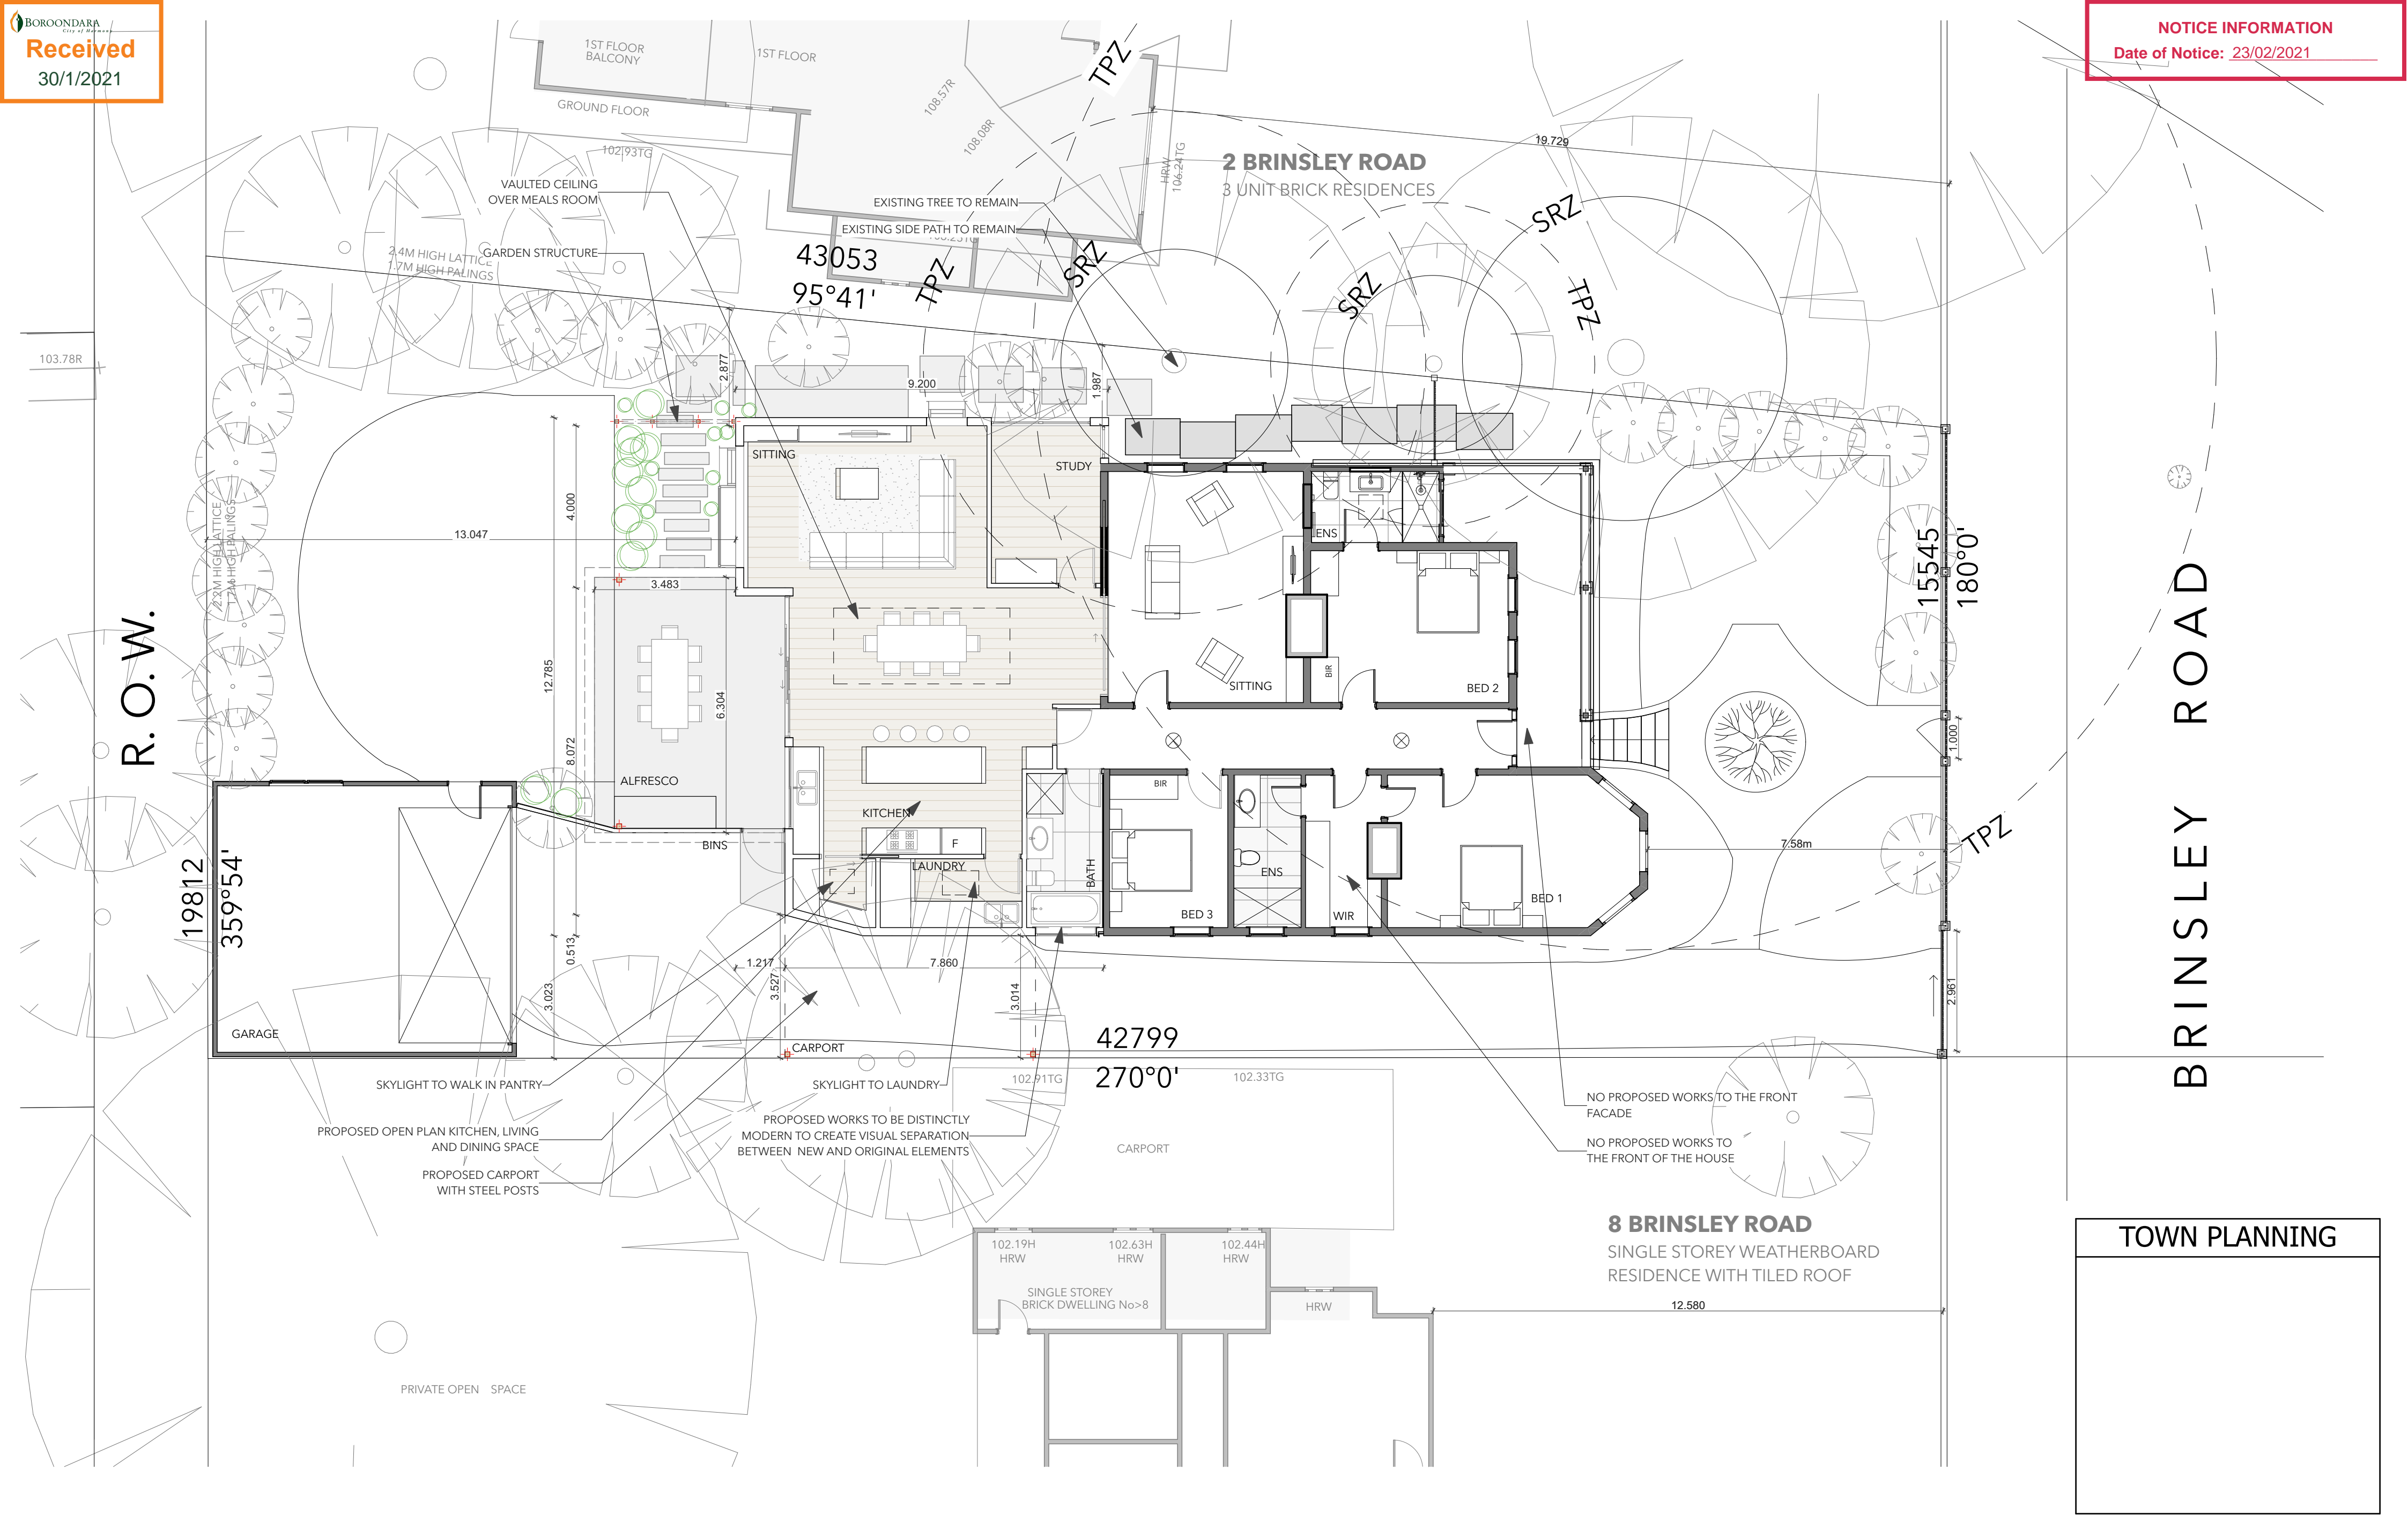 BOROONDARA
City of Harmony
Received
30/1/2021
NOTICE INFORMATION
Date of Notice: 23/02/2021
1ST FLOOR
BALCONY
1ST FLOOR
GROUND FLOOR
108.57R
108.08R
TPZ
HRW
106.24TG
19.729
102.93TG
2 BRINSLEY ROAD
3 UNIT BRICK RESIDENCES
VAULTED CEILING
OVER MEALS ROOM
EXISTING TREE TO REMAIN
EXISTING SIDE PATH TO REMAIN
GARDEN STRUCTURE
2.4M HIGH LATTICE
1.7M HIGH PALINGS
43053
95°41'
TPZ
SRZ
SRZ
SRZ
TPZ
103.78R
2.877
9.200
1.987
SITTING
STUDY
4.000
13.047
2.2M HIGH LATTICE
1.7M HIGH PALINGS
3.483
ENS
15545
180°0'
R. O. W.
12.785
6.304
8.072
SITTING
BIR
BED 2
1.000
BRINSLEY ROAD
ALFRESCO
KITCHEN
F
BINS
LAUNDRY
BATH
BIR
BED 3
ENS
WIR
BED 1
7.58m
TPZ
19812
359°54'
0.513
1.217
7.860
3.023
3.527
3.014
2.961
GARAGE
CARPORT
42799
270°0'
102.91TG
102.33TG
SKYLIGHT TO WALK IN PANTRY
SKYLIGHT TO LAUNDRY
PROPOSED OPEN PLAN KITCHEN, LIVING
AND DINING SPACE
PROPOSED WORKS TO BE DISTINCTLY
MODERN TO CREATE VISUAL SEPARATION
BETWEEN NEW AND ORIGINAL ELEMENTS
PROPOSED CARPORT
WITH STEEL POSTS
NO PROPOSED WORKS TO THE FRONT
FACADE
NO PROPOSED WORKS TO
THE FRONT OF THE HOUSE
CARPORT
8 BRINSLEY ROAD
SINGLE STOREY WEATHERBOARD
RESIDENCE WITH TILED ROOF
102.19H
HRW
102.63H
HRW
102.44H
HRW
SINGLE STOREY
BRICK DWELLING No>8
HRW
12.580
PRIVATE OPEN SPACE
TOWN PLANNING